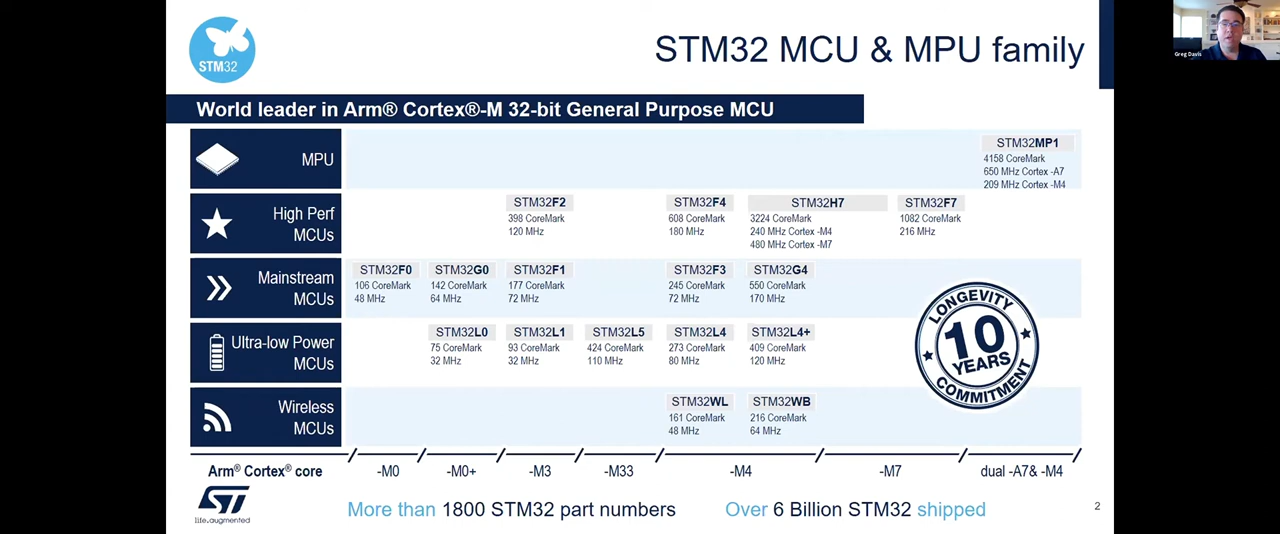 STM32
STM32 MCU & MPU family
Greg Davis
World leader in Arm® Cortex®-M 32-bit General Purpose MCU
MPU
STM32MP1
4158 CoreMark
650 MHz Cortex -A7
209 MHz Cortex -M4
High Perf
MCUs
STM32F2
398 CoreMark
120 MHz
STM32F4
608 CoreMark
180 MHz
STM32H7
3224 CoreMark
240 MHz Cortex -M4
480 MHz Cortex -M7
STM32F7
1082 CoreMark
216 MHz
Mainstream
MCUs
STM32F0
106 CoreMark
48 MHz
STM32G0
142 CoreMark
64 MHz
STM32F1
177 CoreMark
72 MHz
STM32F3
245 CoreMark
72 MHz
STM32G4
550 CoreMark
170 MHz
Ultra-low Power
MCUs
STM32L0
75 CoreMark
32 MHz
STM32L1
93 CoreMark
32 MHz
STM32L5
424 CoreMark
110 MHz
STM32L4
273 CoreMark
80 MHz
STM32L4+
409 CoreMark
120 MHz
LONGEVITY
10
YEARS
COMMITMENT
Wireless
MCUs
STM32WL
161 CoreMark
48 MHz
STM32WB
216 CoreMark
64 MHz
Arm® Cortex® core
-M0
-M0+
-M3
-M33
-M4
-M7
dual -A7& -M4
ST
life.augmented
More than 1800 STM32 part numbers
Over 6 Billion STM32 shipped
2